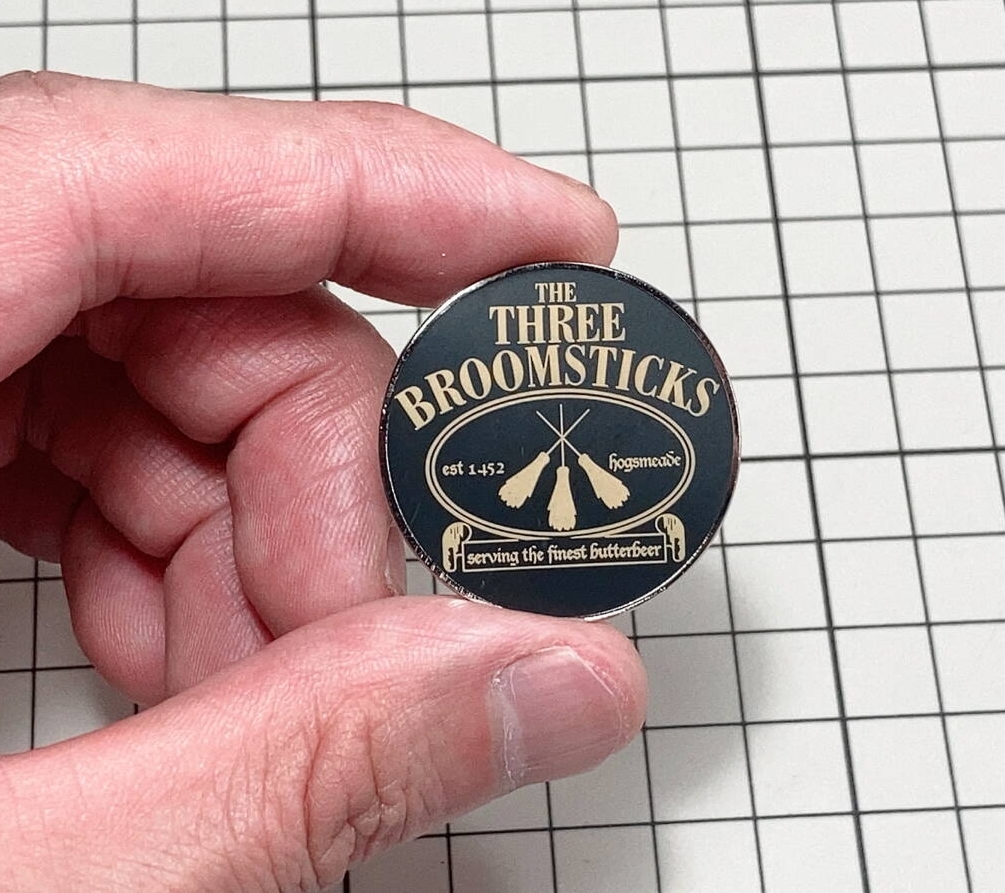 THE
THREE
BROOMSTICKS
est 1452 hogsmeade
serving the finest butterbeer